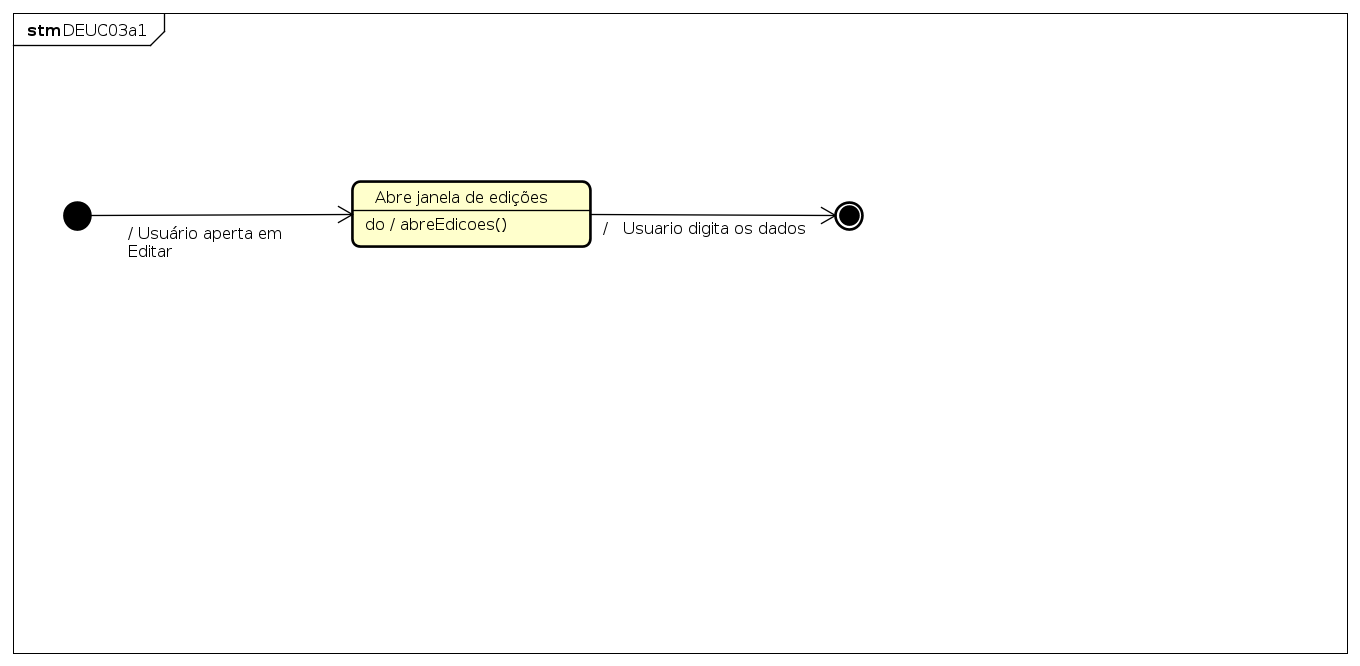 stm DEUC03a1
Abre janela de edições
do / abreEdicoes()
/ Usuário aperta em
Editar
/ Usuario digita os dados